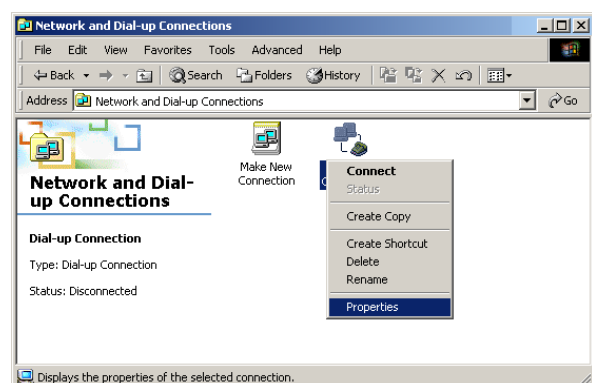 Network and Dial-up Connections
File Edit View Favorites Tools Advanced Help
Back Search Folders History
Address Network and Dial-up Connections Go
Make New
Connection
Network and Dial-
up Connections
Dial-up Connection
Type: Dial-up Connection
Status: Disconnected
Connect
Status
Create Copy
Create Shortcut
Delete
Rename
Properties
Displays the properties of the selected connection.